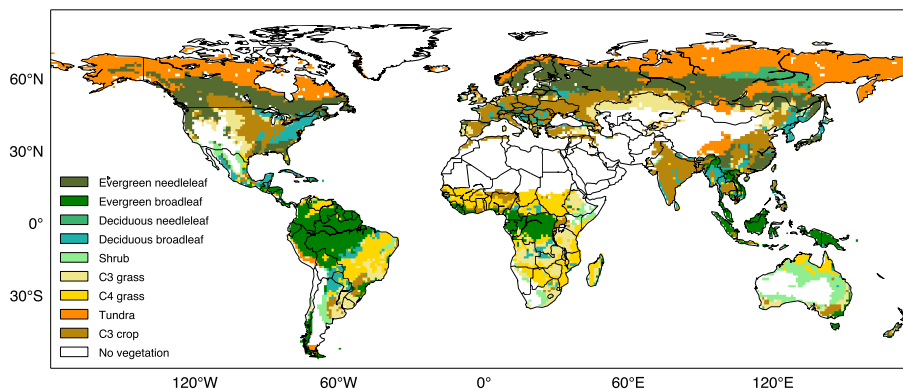 60°N
30°N
0°
30°S
Evergreen needleleaf
Evergreen broadleaf
Deciduous needleleaf
Deciduous broadleaf
Shrub
C3 grass
C4 grass
Tundra
C3 crop
No vegetation
120°W 60°W 0° 60°E 120°E